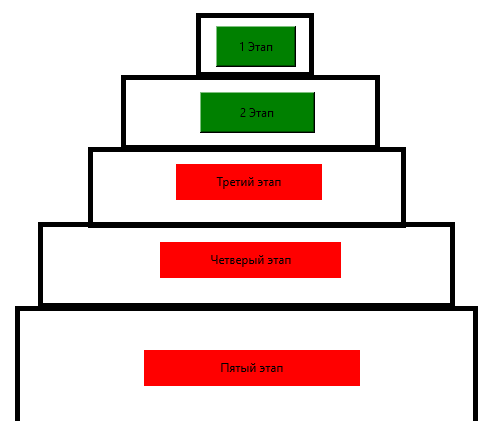 1 Этап
2 Этап
Третий этап
Четверый этап
Пятый этап